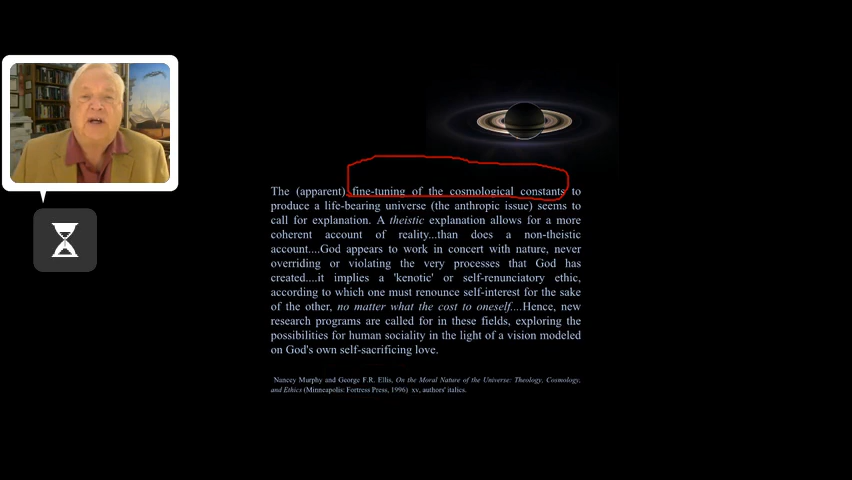 The (apparent) fine-tuning of the cosmological constants to
produce a life-bearing universe (the anthropic issue) seems to
call for explanation. A theistic explanation allows for a more
coherent account of reality...than does a non-theistic
account....God appears to work in concert with nature, never
overriding or violating the very processes that God has
created....it implies a 'kenotic' or self-renunciatory ethic,
according to which one must renounce self-interest for the sake
of the other, no matter what the cost to oneself....Hence, new
research programs are called for in these fields, exploring the
possibilities for human sociality in the light of a vision modeled
on God's own self-sacrificing love.
Nancey Murphy and George F.R. Ellis, On the Moral Nature of the Universe: Theology, Cosmology,
and Ethics (Minneapolis: Fortress Press, 1996) xv, authors' italics.